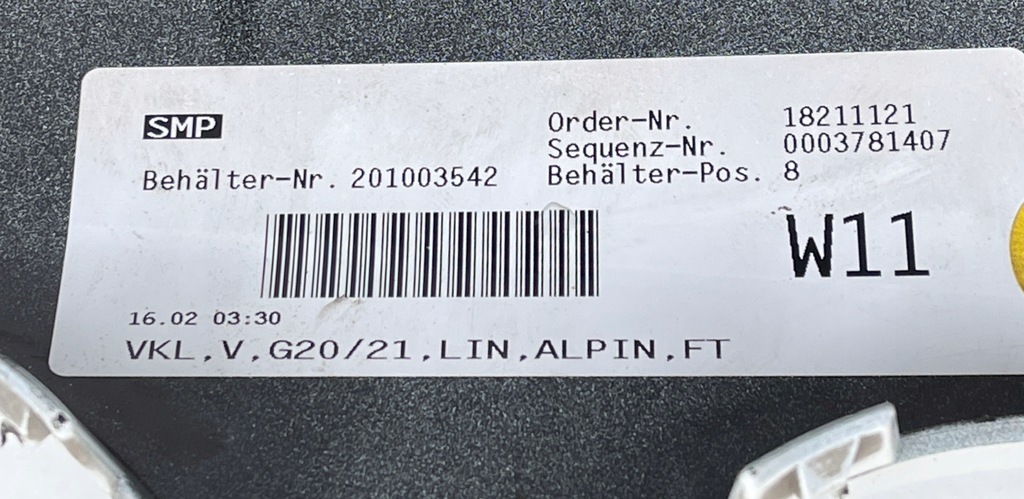 SMP
Order-Nr. 18211121
Sequenz-Nr. 0003781407
Behälter-Nr. 201003542 Behälter-Pos. 8
W11
16.02 03:30
VKL,V,G20/21,LIN,ALPIN,FT